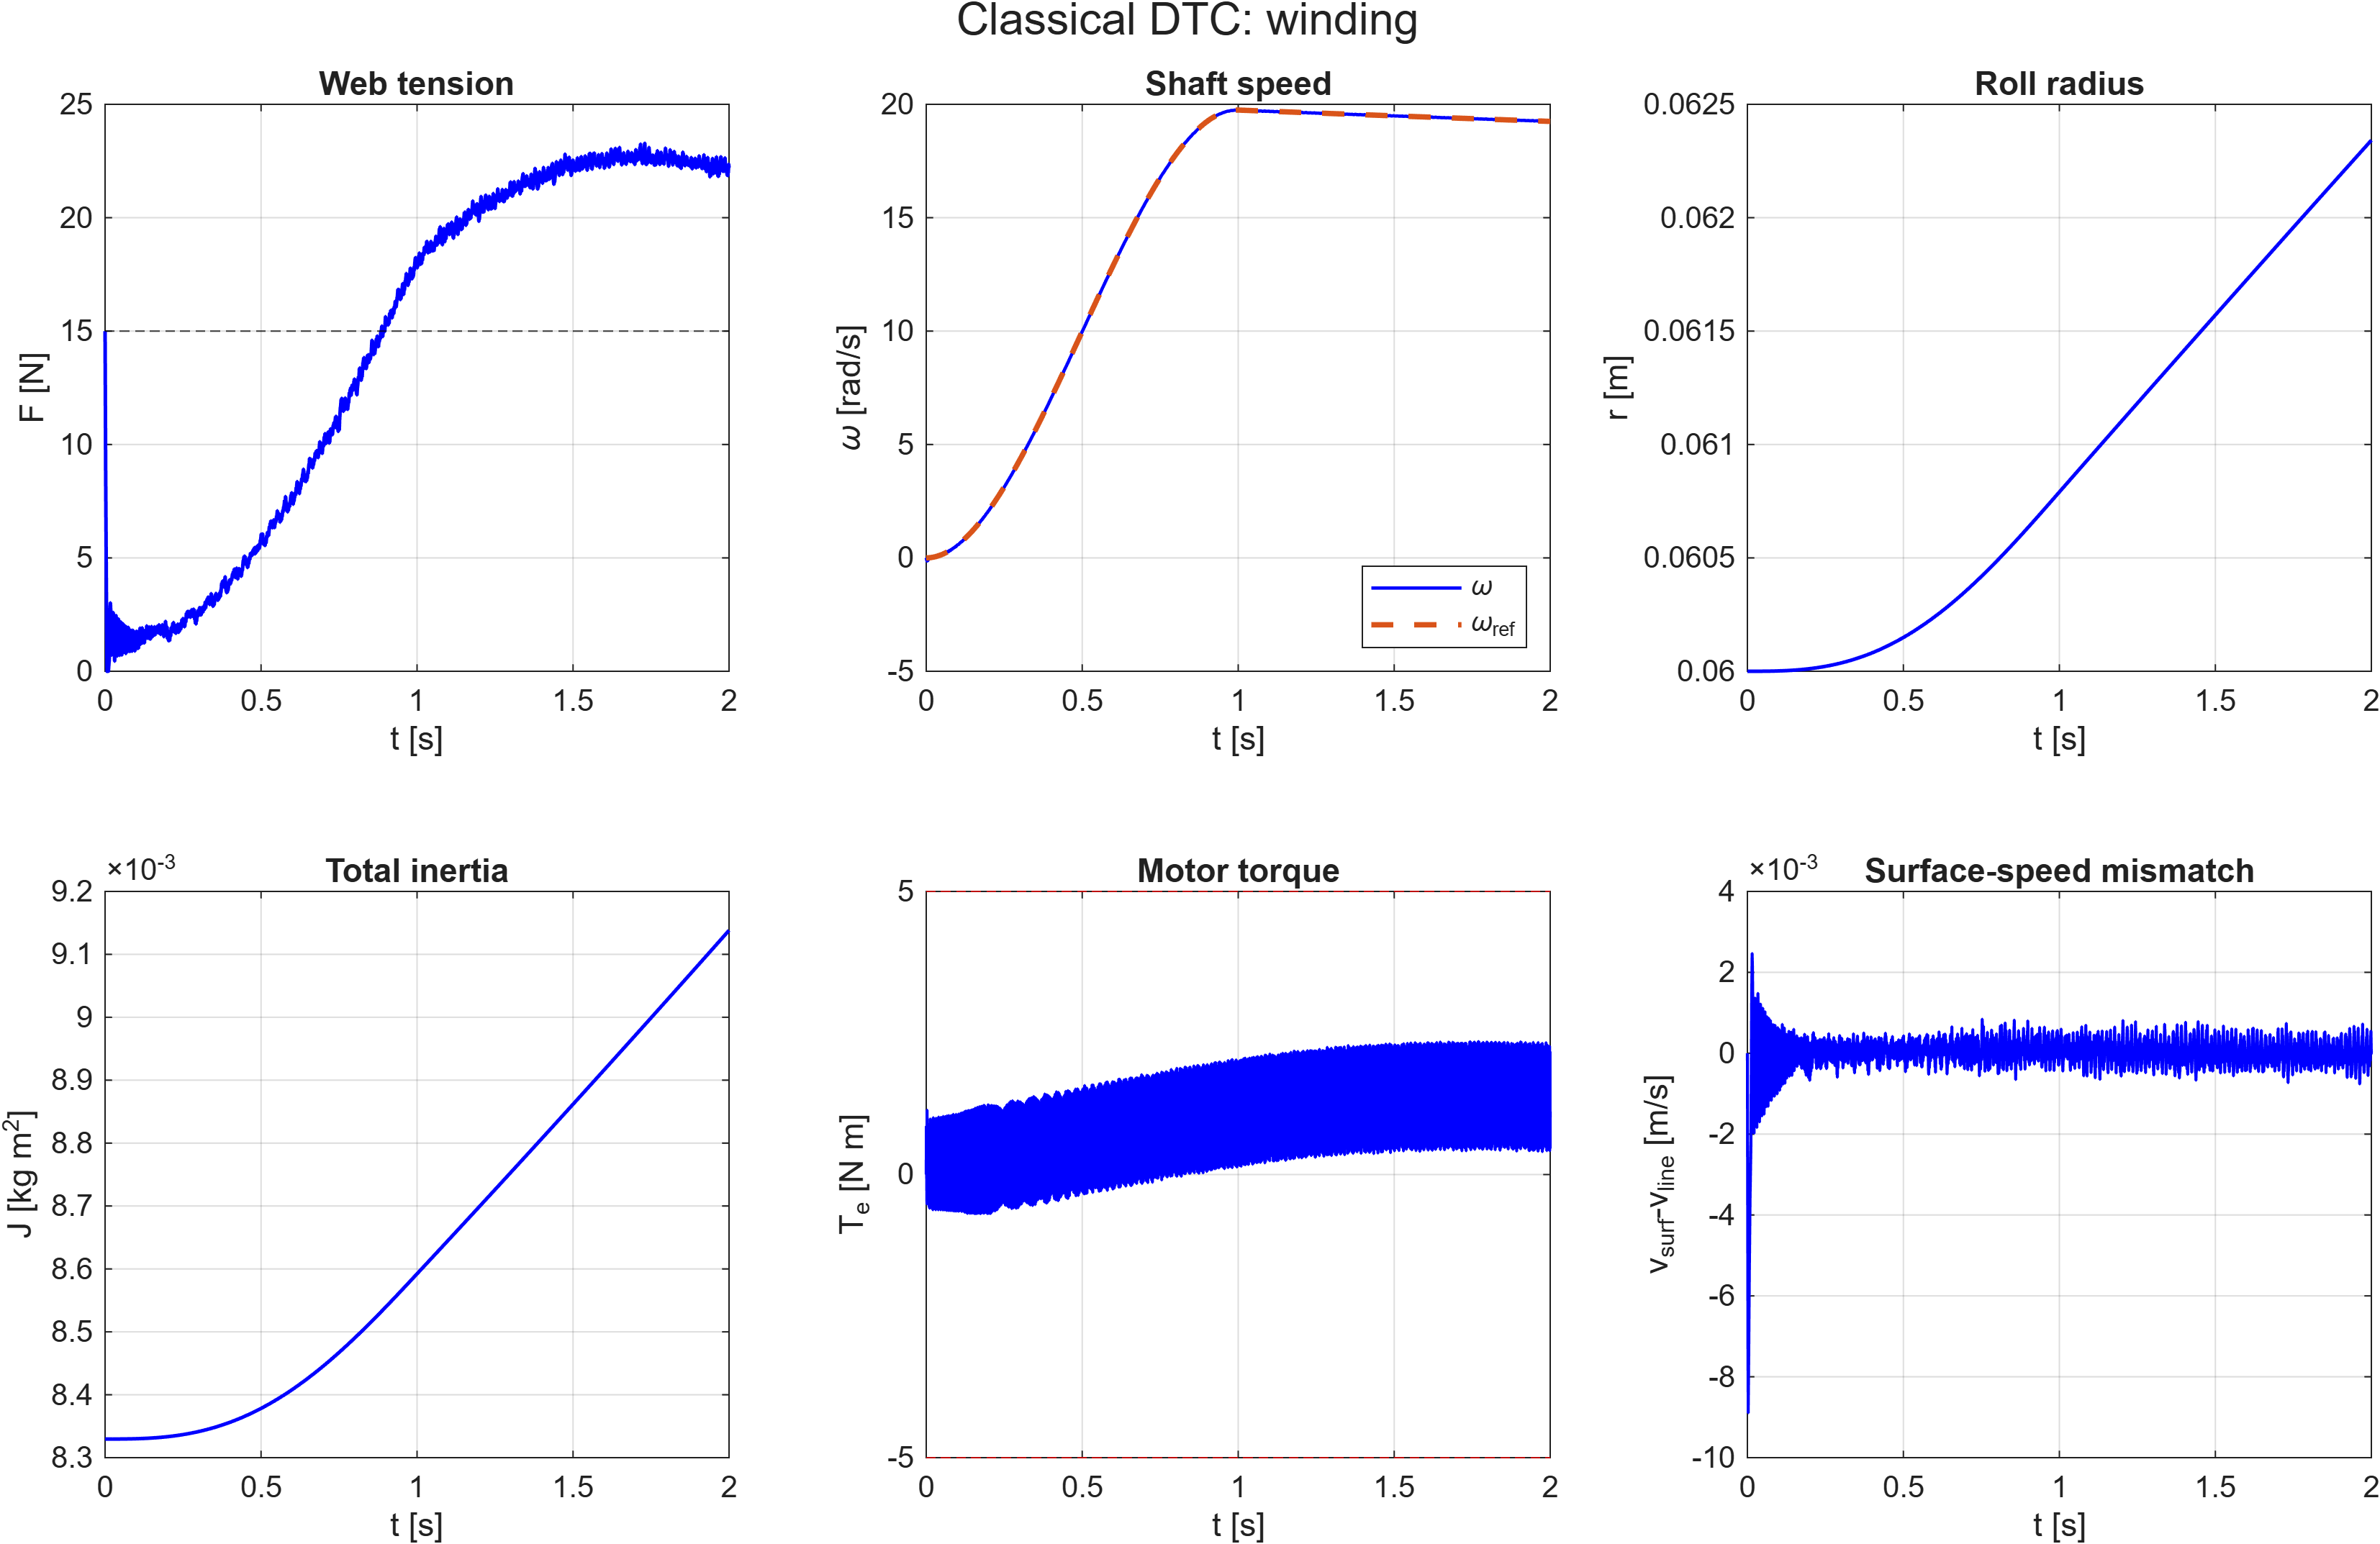 Classical DTC: winding
Web tension
25
20
15
10
5
0
F [N]
0 0.5 1 1.5 2
t [s]
Shaft speed
20
15
10
5
0
-5
ω [rad/s]
ω
ω_ref
0 0.5 1 1.5 2
t [s]
Roll radius
0.0625
0.062
0.0615
0.061
0.0605
0.06
r [m]
0 0.5 1 1.5 2
t [s]
×10⁻³
Total inertia
9.2
9.1
9
8.9
8.8
8.7
8.6
8.5
8.4
8.3
J [kg m²]
0 0.5 1 1.5 2
t [s]
Motor torque
5
0
-5
T_e [N m]
0 0.5 1 1.5 2
t [s]
×10⁻³
Surface-speed mismatch
4
2
0
-2
-4
-6
-8
-10
v_surf-v_line [m/s]
0 0.5 1 1.5 2
t [s]